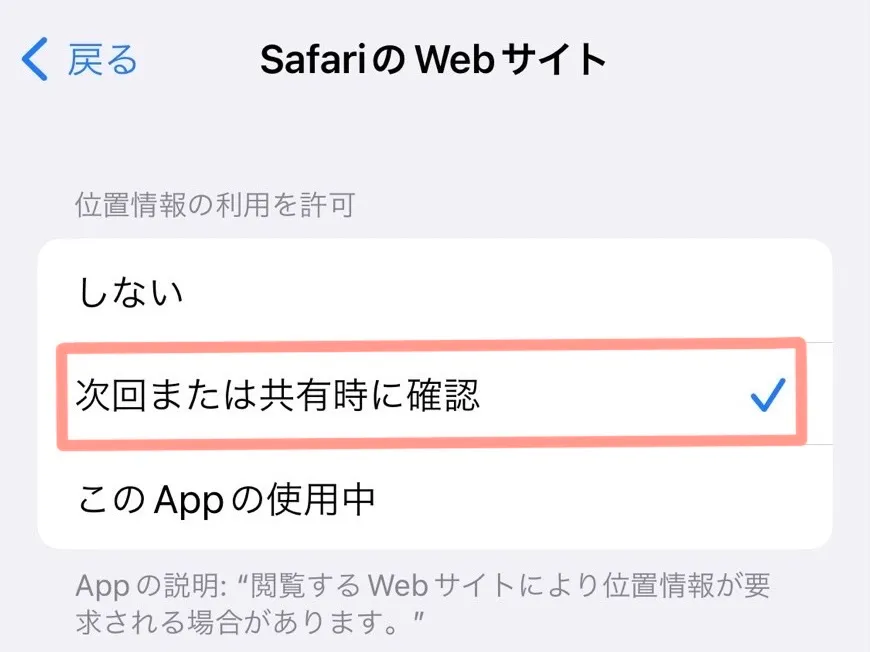 戻る
SafariのWebサイト
位置情報の利用を許可
しない
次回または共有時に確認
このAppの使用中
Appの説明: “閲覧するWebサイトにより位置情報が要
求される場合があります。”